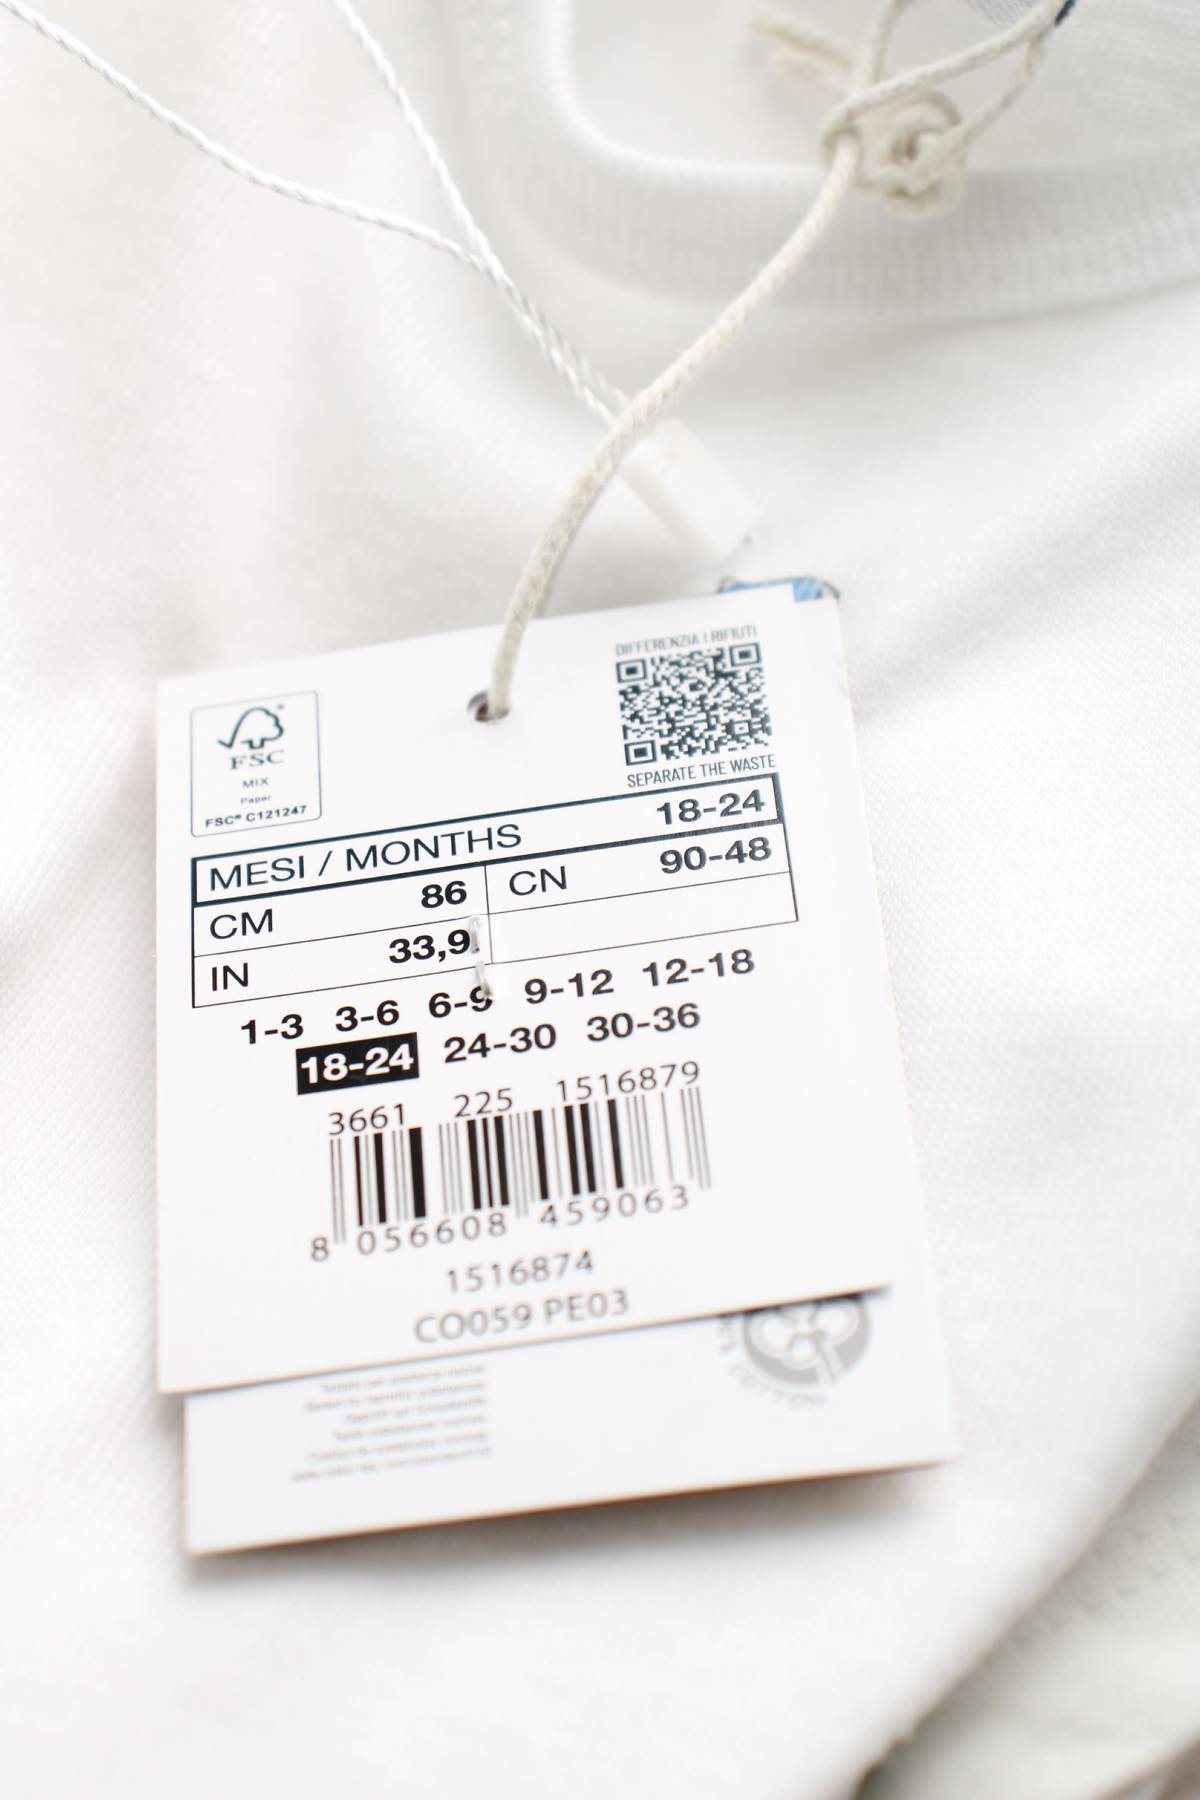 DIFFERENZIA I RIFIUTI
FSC
MIX
Paper
FSC® C121247
SEPARATE THE WASTE
MESI / MONTHS 18-24
CM 86 CN 90-48
IN 33,9
1-3 3-6 6-9 9-12 12-18
18-24 24-30 30-36
3661 225 1516879
8 056608 459063
1516874
CO059 PE03
COTTON